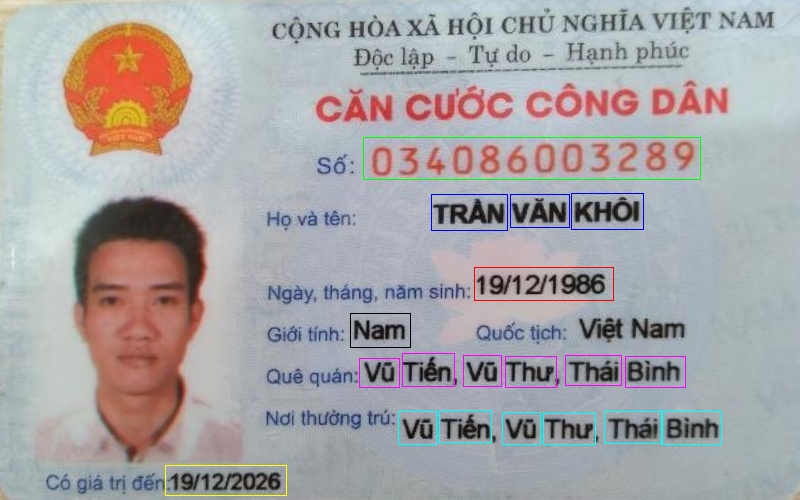 CỘNG HÒA XÃ HỘI CHỦ NGHĨA VIỆT NAM
Độc lập - Tự do - Hạnh phúc
CĂN CƯỚC CÔNG DÂN
Số: 034086003289
Họ và tên: TRẦN VĂN KHÔI
Ngày, tháng, năm sinh: 19/12/1986
Giới tính: Nam Quốc tịch: Việt Nam
Quê quán: Vũ Tiến, Vũ Thư, Thái Bình
Nơi thường trú: Vũ Tiến, Vũ Thư, Thái Bình
Có giá trị đến: 19/12/2026